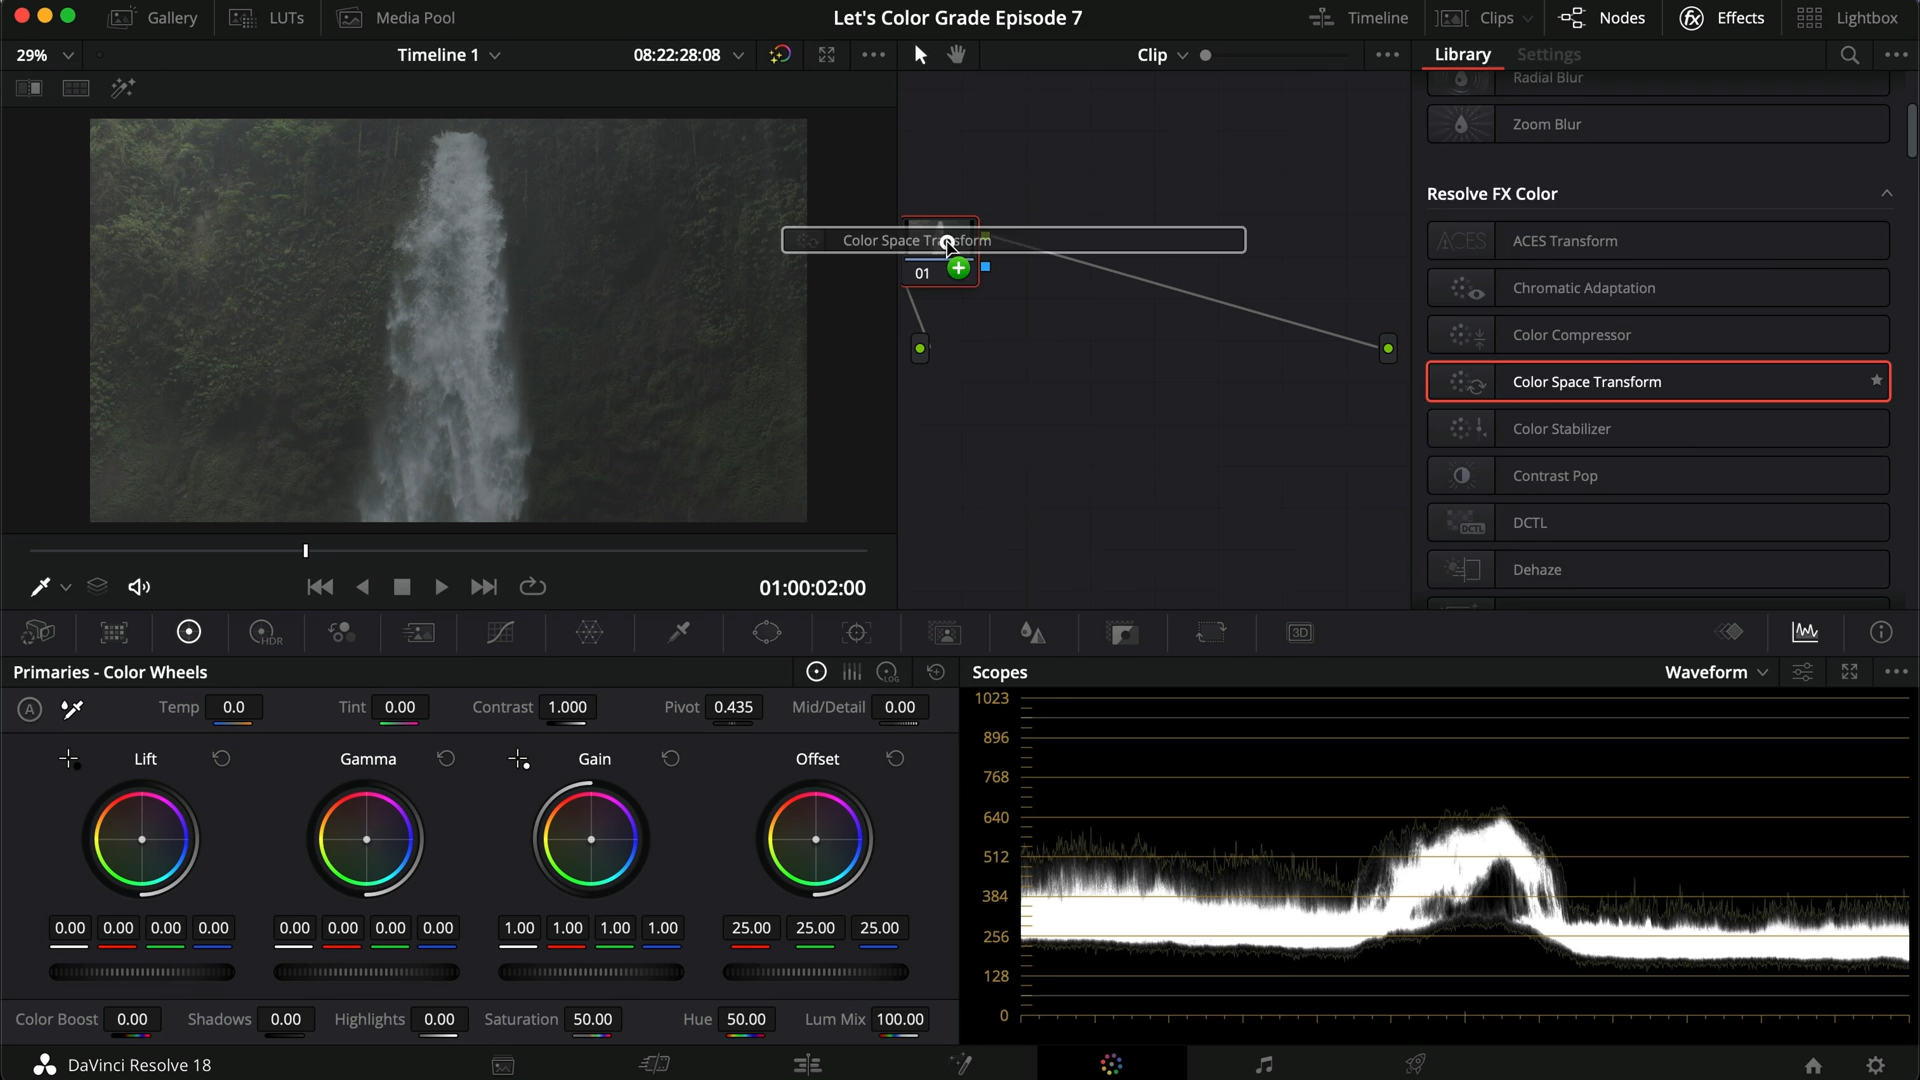 Gallery LUTs Media Pool Let's Color Grade Episode 7 Timeline Clips Nodes Effects Lightbox
29% Timeline 1 08:22:28:08 Clip Library Settings
Radial Blur
Zoom Blur
Resolve FX Color
ACES ACES Transform
Chromatic Adaptation
Color Compressor
Color Space Transform
Color Stabilizer
Contrast Pop
DCTL DCTL
Dehaze
Color Space Transform
01
01:00:02:00
HDR 3D
Primaries - Color Wheels LOG
A Temp 0.0 Tint 0.00 Contrast 1.000 Pivot 0.435 Mid/Detail 0.00
Lift Gamma Gain Offset
0.00 0.00 0.00 0.00 0.00 0.00 0.00 0.00 1.00 1.00 1.00 1.00 25.00 25.00 25.00
Color Boost 0.00 Shadows 0.00 Highlights 0.00 Saturation 50.00 Hue 50.00 Lum Mix 100.00
Scopes Waveform
1023
896
768
640
512
384
256
128
0
DaVinci Resolve 18